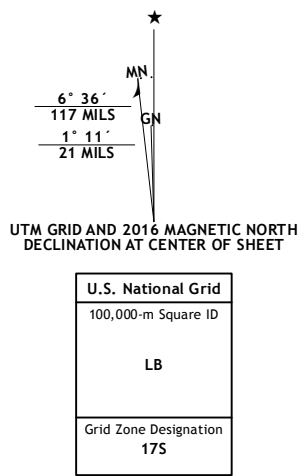 ★
MN
GN
6° 36´
117 MILS
1° 11´
21 MILS
UTM GRID AND 2016 MAGNETIC NORTH
DECLINATION AT CENTER OF SHEET
U.S. National Grid
100,000-m Square ID
LB
Grid Zone Designation
17S